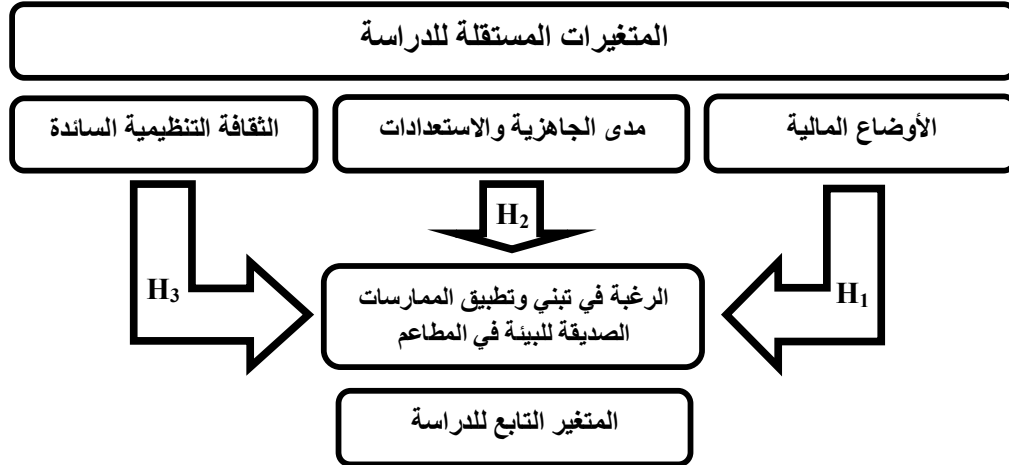 المتغيرات المستقلة للدراسة
الأوضاع المالية
مدى الجاهزية والاستعدادات
الثقافة التنظيمية السائدة
H1
H2
H3
الرغبة في تبني وتطبيق الممارسات
الصديقة للبيئة في المطاعم
المتغير التابع للدراسة